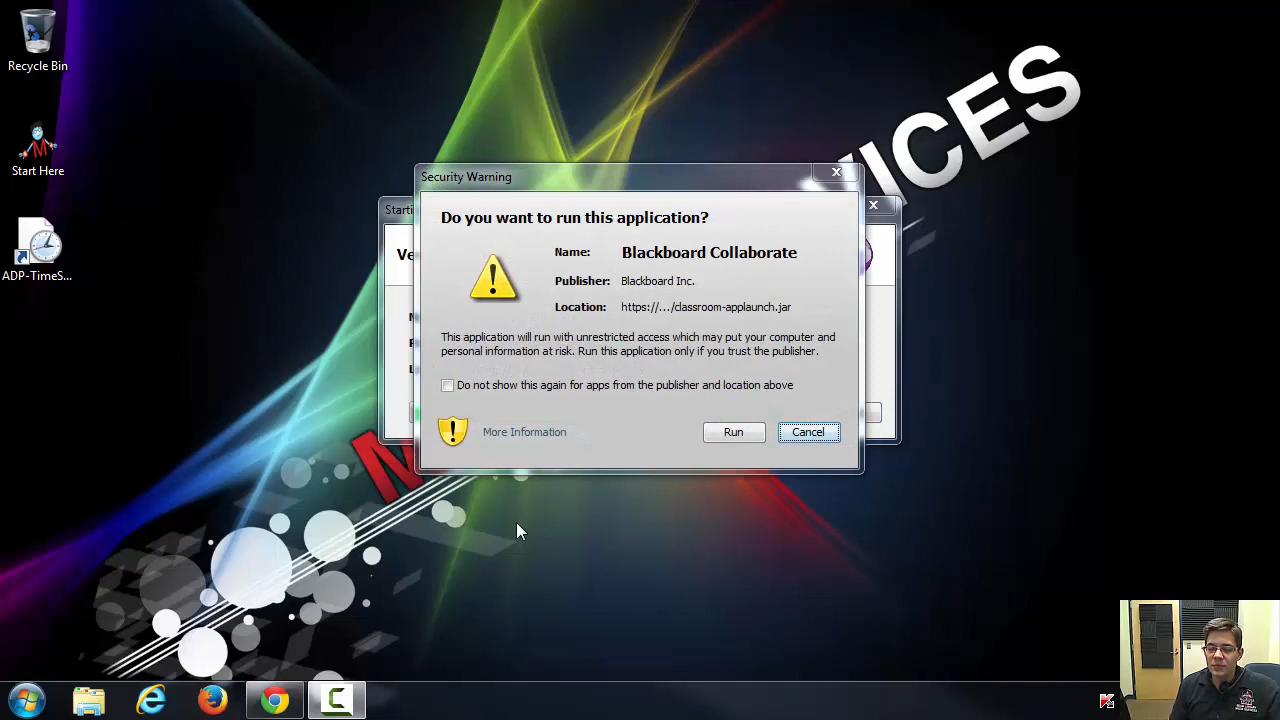 Recycle Bin
Start Here
ADP-TimeS...
VICES
M
Starti
Ve
Security Warning
Do you want to run this application?
Name: Blackboard Collaborate
Publisher: Blackboard Inc.
Location: https://.../classroom-applaunch.jar
This application will run with unrestricted access which may put your computer and
personal information at risk. Run this application only if you trust the publisher.
Do not show this again for apps from the publisher and location above
More Information
Run
Cancel